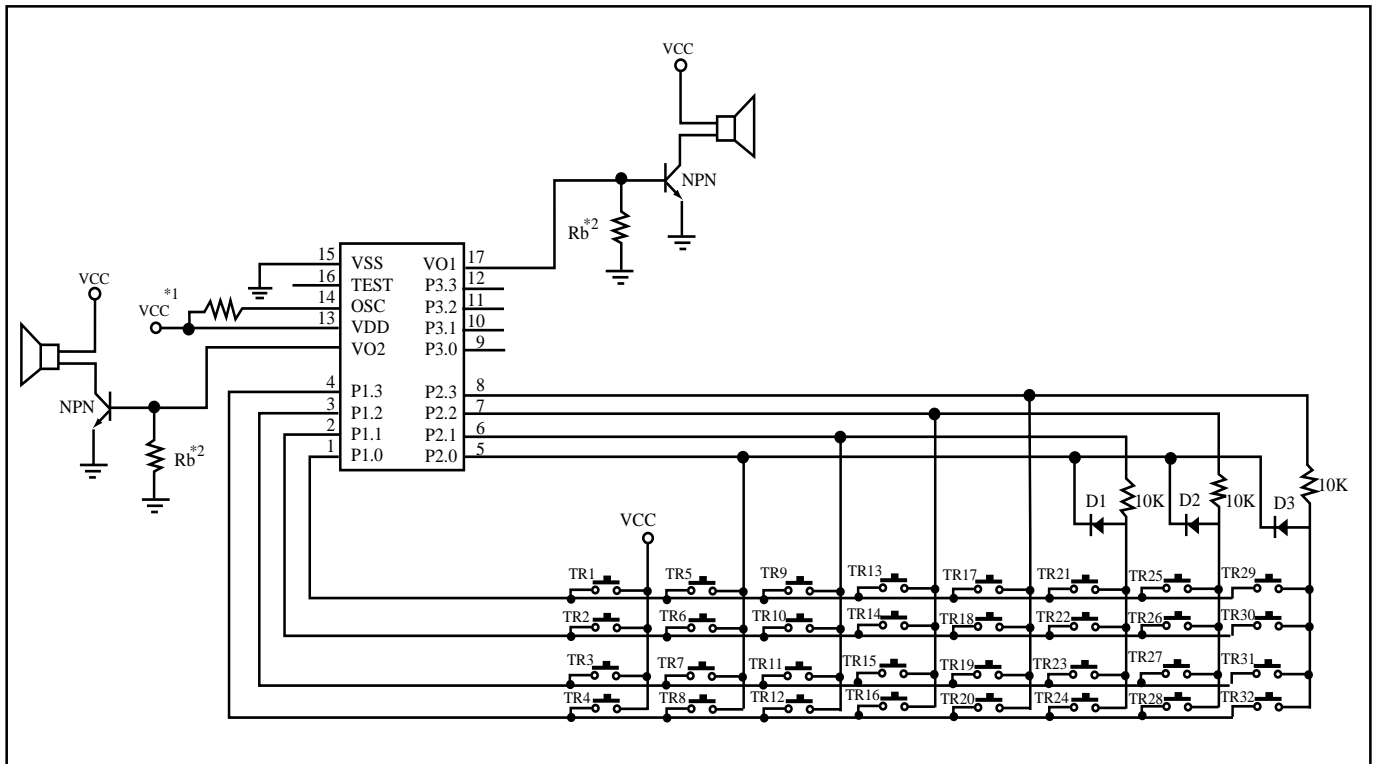 VCC
NPN
Rb*2
15 VSS VO1 17
16 TEST P3.3 12
14 OSC P3.2 11
13 VDD P3.1 10
VO2 P3.0 9
4 P1.3 P2.3 8
3 P1.2 P2.2 7
2 P1.1 P2.1 6
1 P1.0 P2.0 5
VCC
VCC *1
NPN
Rb*2
D1 10K D2 10K D3 10K
VCC
TR1 TR5 TR9 TR13 TR17 TR21 TR25 TR29
TR2 TR6 TR10 TR14 TR18 TR22 TR26 TR30
TR3 TR7 TR11 TR15 TR19 TR23 TR27 TR31
TR4 TR8 TR12 TR16 TR20 TR24 TR28 TR32